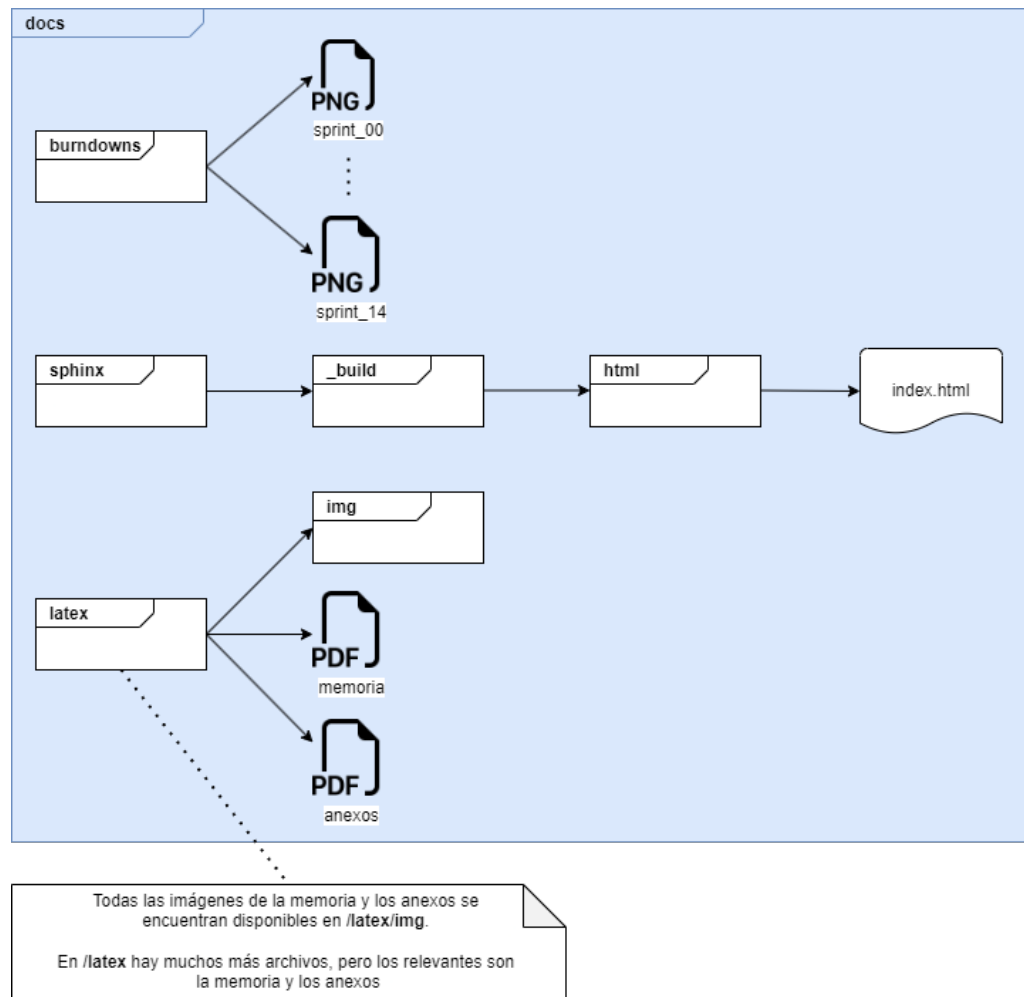 docs
PNG
sprint_00
burndowns
PNG
sprint_14
sphinx
_build
html
index.html
img
latex
PDF
memoria
PDF
anexos
Todas las imágenes de la memoria y los anexos se
encuentran disponibles en /latex/img.
En /latex hay muchos más archivos, pero los relevantes son
la memoria y los anexos